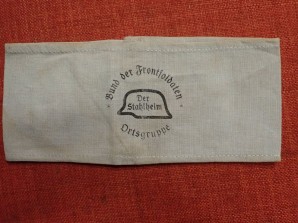 Bund der Frontsoldaten
Der
Stahlhelm
Ortsgruppe